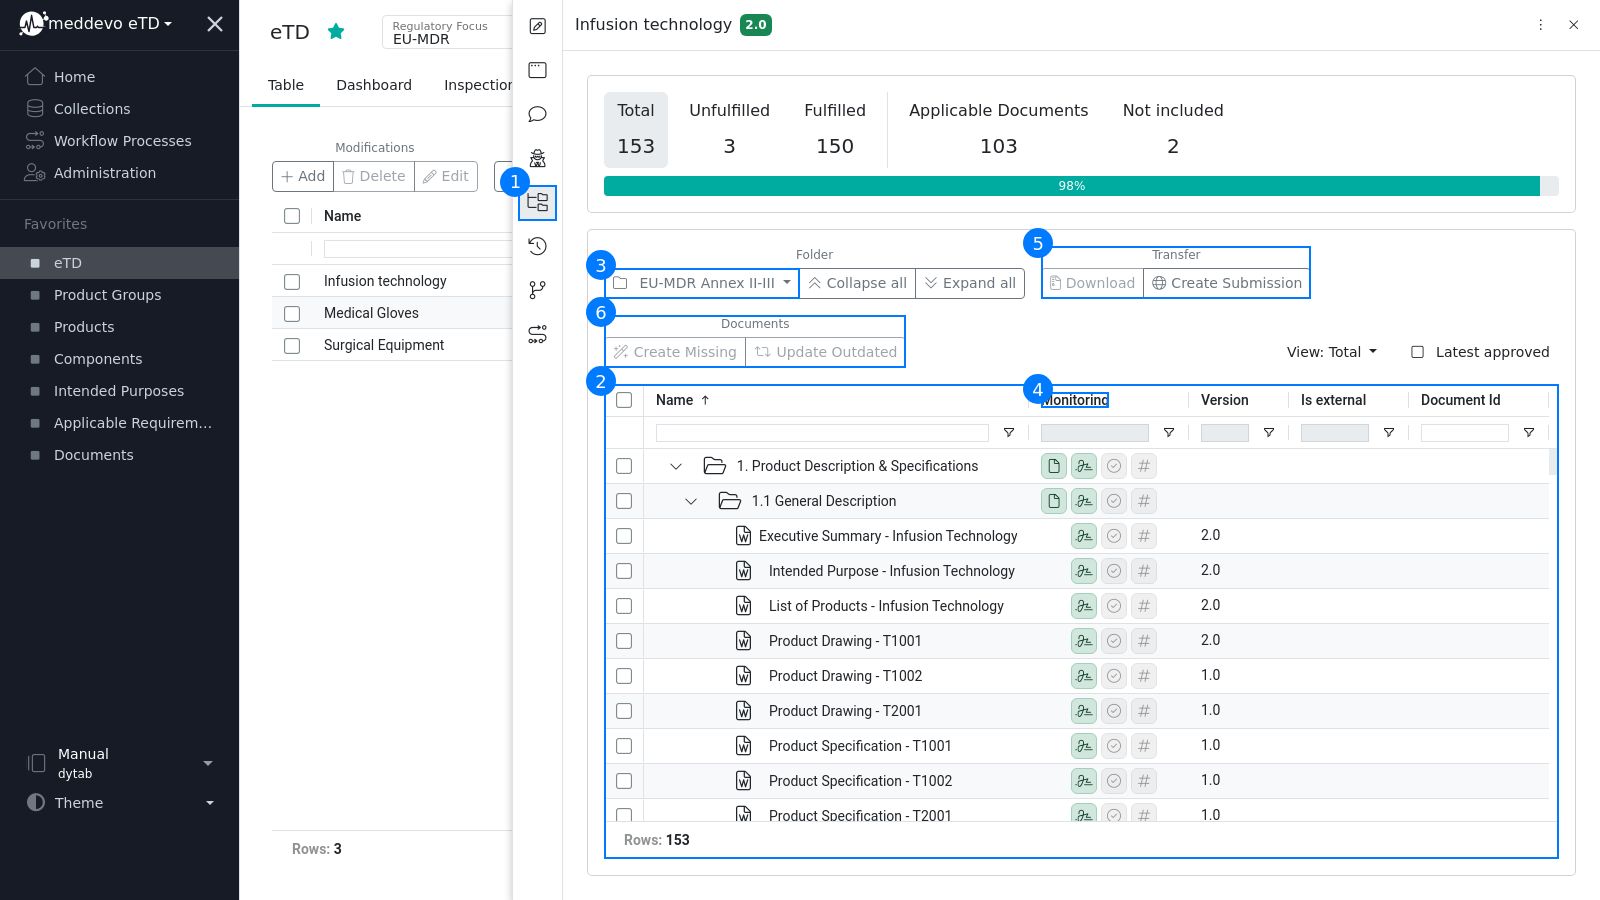 meddevo eTD
Home
Collections
Workflow Processes
Administration
Favorites
eTD
Product Groups
Products
Components
Intended Purposes
Applicable Requirem...
Documents
Manual
dytab
Theme
eTD
Regulatory Focus
EU-MDR
Table Dashboard Inspection
Modifications
Add Delete Edit
Name
Infusion technology
Medical Gloves
Surgical Equipment
Rows: 3
1
Infusion technology 2.0
Total Unfulfilled Fulfilled Applicable Documents Not included
153 3 150 103 2
98%
3 Folder 5 Transfer
EU-MDR Annex II-III Collapse all Expand all Download Create Submission
6 Documents
Create Missing Update Outdated View: Total Latest approved
2 4
Name ↑ Monitoring Version Is external Document Id
1. Product Description & Specifications #
1.1 General Description #
W Executive Summary - Infusion Technology # 2.0
W Intended Purpose - Infusion Technology # 2.0
W List of Products - Infusion Technology # 2.0
W Product Drawing - T1001 # 2.0
W Product Drawing - T1002 # 1.0
W Product Drawing - T2001 # 1.0
W Product Specification - T1001 # 1.0
W Product Specification - T1002 # 1.0
W Product Specification - T2001 # 1.0
Rows: 153